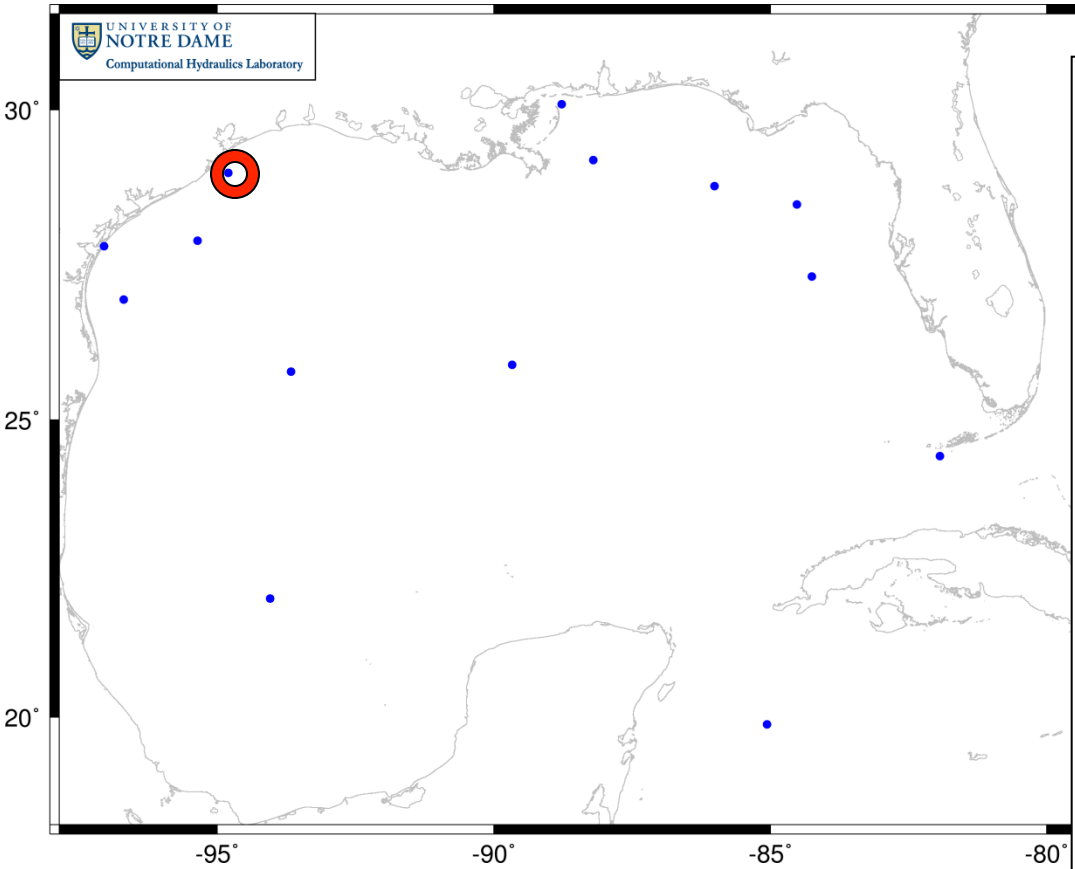 UNIVERSITY OF
NOTRE DAME
Computational Hydraulics Laboratory
30°
25°
20°
-95°
-90°
-85°
-80°